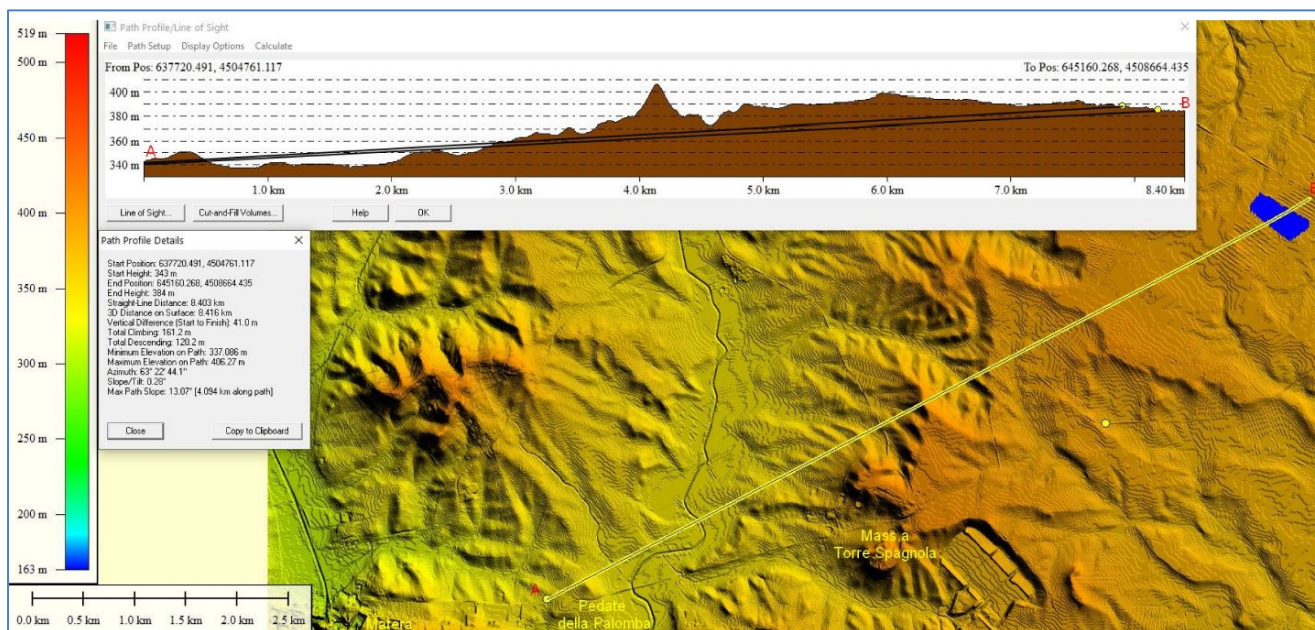 519 m
500 m
450 m
400 m
350 m
300 m
250 m
200 m
163 m
Path Profile/Line of Sight
File Path Setup Display Options Calculate
From Pos: 637720.491, 4504761.117
To Pos: 645160.268, 4508664.435
400 m
380 m
360 m
340 m
A
B
1.0 km 2.0 km 3.0 km 4.0 km 5.0 km 6.0 km 7.0 km 8.40 km
Line of Sight... Cut-and-Fill Volumes... Help OK
Path Profile Details
Start Position: 637720.491, 4504761.117
Start Height: 343 m
End Position: 645160.268, 4508664.435
End Height: 384 m
Straight-Line Distance: 8.403 km
3D Distance on Surface: 8.416 km
Vertical Difference (Start to Finish): 41.0 m
Total Climbing: 161.2 m
Total Descending: 120.2 m
Minimum Elevation on Path: 337.086 m
Maximum Elevation on Path: 406.27 m
Azimuth: 63° 22' 44.1"
Slope/Tilt: 0.28°
Max Path Slope: 13.07° [4.094 km along path]
Close Copy to Clipboard
Mass.a
Torre Spagnola
A
Pedate
della Palomba
Matera
0.0 km 0.5 km 1.0 km 1.5 km 2.0 km 2.5 km